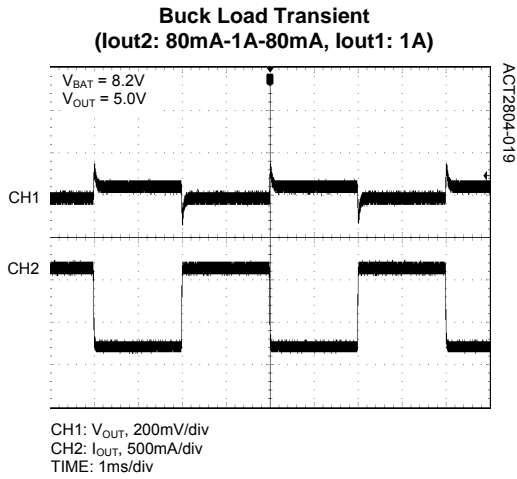 Buck Load Transient
(Iout2: 80mA-1A-80mA, Iout1: 1A)
VBAT = 8.2V
VOUT = 5.0V
ACT2804-019
CH1
CH2
CH1: VOUT, 200mV/div
CH2: IOUT, 500mA/div
TIME: 1ms/div